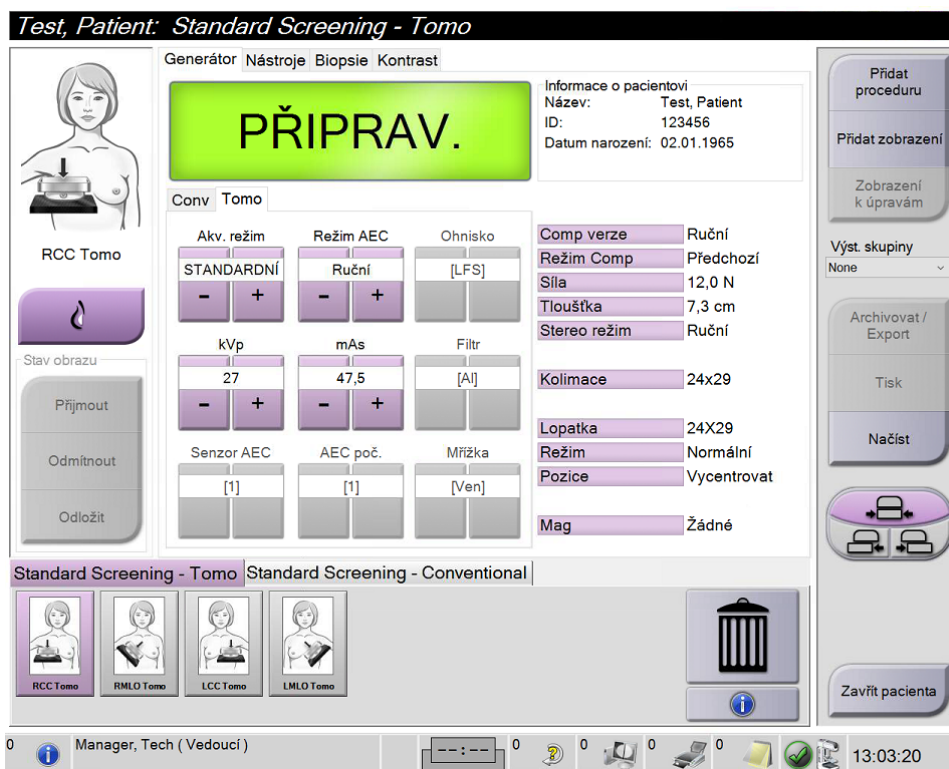 Test, Patient: Standard Screening - Tomo
Generátor Nástroje Biopsie Kontrast
PŘIPRAV.
Informace o pacientovi
Název: Test, Patient
ID: 123456
Datum narození: 02.01.1965
RCC Tomo
Stav obrazu
Přijmout
Odmítnout
Odložit
Conv Tomo
Akv. režim Režim AEC Ohnisko
STANDARDNÍ Ruční [LFS]
- + - +
kVp mAs Filtr
27 47,5 [Al]
- + - +
Senzor AEC AEC poč. Mřížka
[1] [1] [Ven]
Comp verze Ruční
Režim Comp Předchozí
Síla 12,0 N
Tloušťka 7,3 cm
Stereo režim Ruční
Kolimace 24x29
Lopatka 24X29
Režim Normální
Pozice Vycentrovat
Mag Žádné
Přidat
proceduru
Přidat zobrazení
Zobrazení
k úpravám
Výst. skupiny
None
Archivovat /
Export
Tisk
Načíst
Zavřít pacienta
Standard Screening - Tomo Standard Screening - Conventional
RCC Tomo RMLO Tomo LCC Tomo LMLO Tomo
0 Manager, Tech ( Vedoucí ) --:-- 0 0 0 0 13:03:20